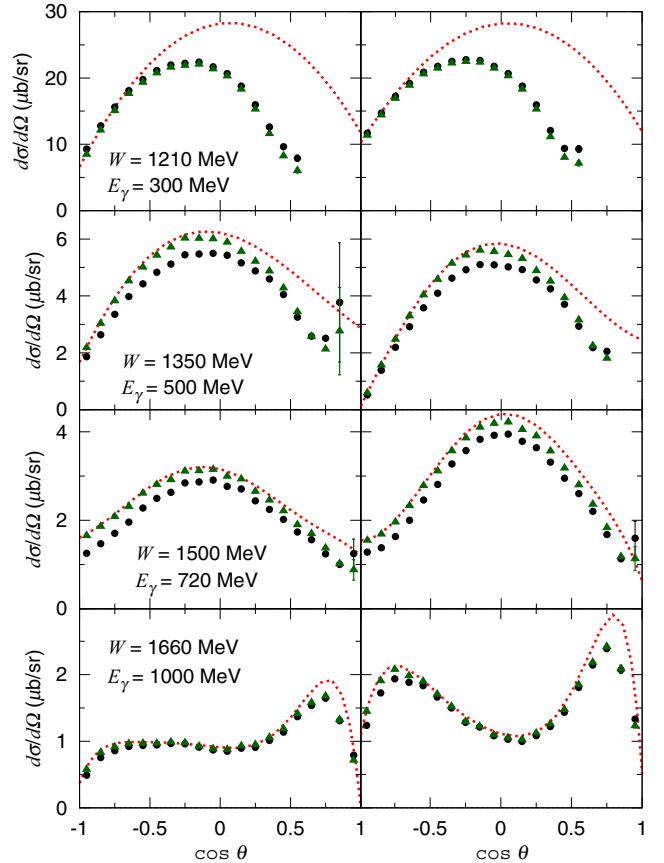 30
20
10
0
dσ/dΩ (μb/sr)
W = 1210 MeV
Eγ = 300 MeV
6
4
2
0
dσ/dΩ (μb/sr)
W = 1350 MeV
Eγ = 500 MeV
4
2
0
dσ/dΩ (μb/sr)
W = 1500 MeV
Eγ = 720 MeV
2
1
0
dσ/dΩ (μb/sr)
W = 1660 MeV
Eγ = 1000 MeV
-1 -0.5 0 0.5 1 -0.5 0 0.5 1
cos θ cos θ